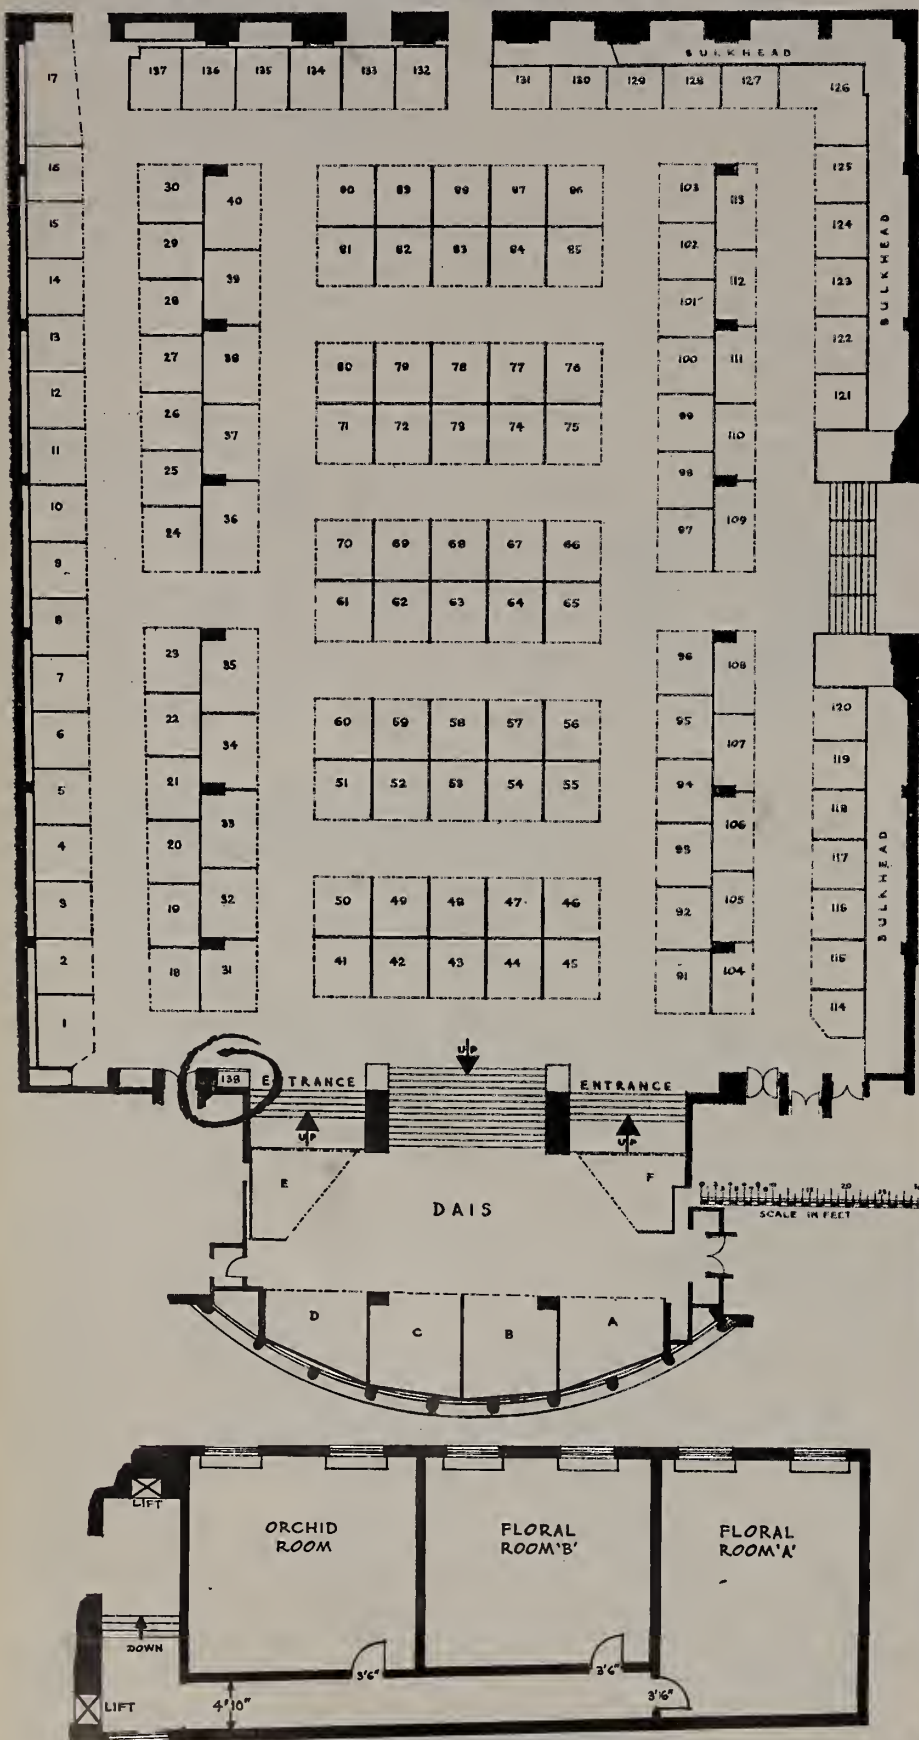 BULKHEAD
17 137 136 135 134 133 132 131 130 129 128 127 126
16 30 40 90 89 88 87 86 103 113 125
15 29 39 81 82 83 84 85 102 112 124
14 28 101 123
BULKHEAD
13 27 38 80 79 78 77 76 100 111 122
12 26 37 71 72 73 74 75 99 110 121
11 25 98
10 24 36 70 69 68 67 66 97 109
9
8 61 62 63 64 65
7 23 35 96 108
6 22 34 60 59 58 57 56 95 107 120
5 21 51 52 53 54 55 94 119
4 20 33 93 106 118
117
3 19 32 50 49 48 47 46 92 105 116
BULKHEAD
2 18 31 41 42 43 44 45 91 104 115
1 114
138 ENTRANCE UP ENTRANCE
UP UP
E DAIS F
SCALE IN FEET
D C B A
LIFT
ORCHID ROOM
FLORAL ROOM 'B'
FLORAL ROOM 'A'
DOWN
3'6" 3'6" 3'6"
LIFT 4'10"